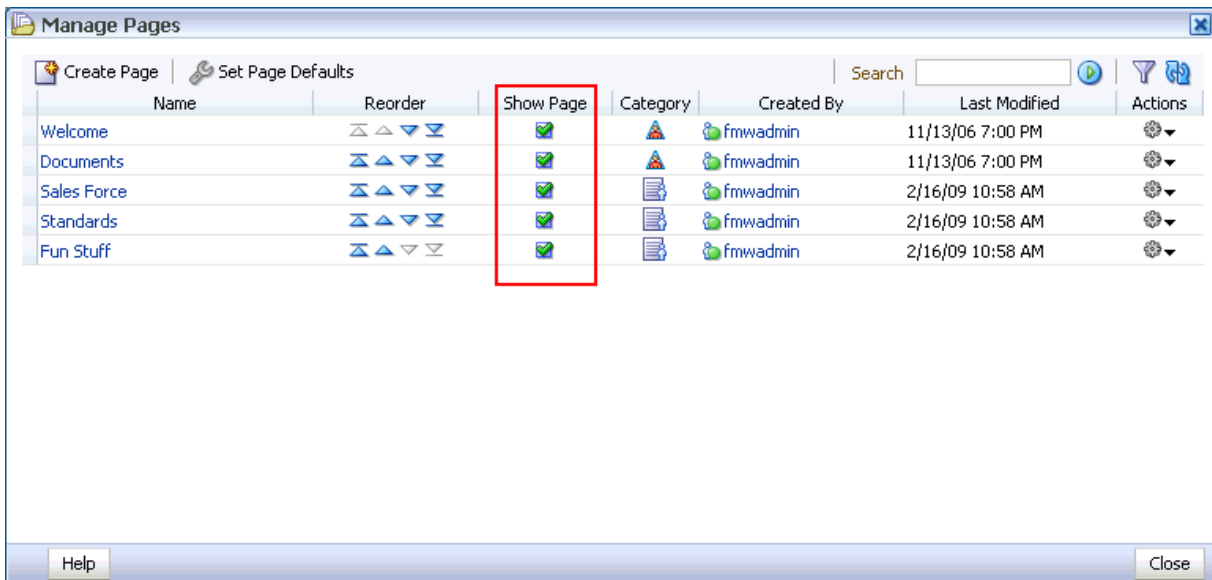 Manage Pages
Create Page Set Page Defaults Search
Name Reorder Show Page Category Created By Last Modified Actions
Welcome fmwadmin 11/13/06 7:00 PM
Documents fmwadmin 11/13/06 7:00 PM
Sales Force fmwadmin 2/16/09 10:58 AM
Standards fmwadmin 2/16/09 10:58 AM
Fun Stuff fmwadmin 2/16/09 10:58 AM
Help Close